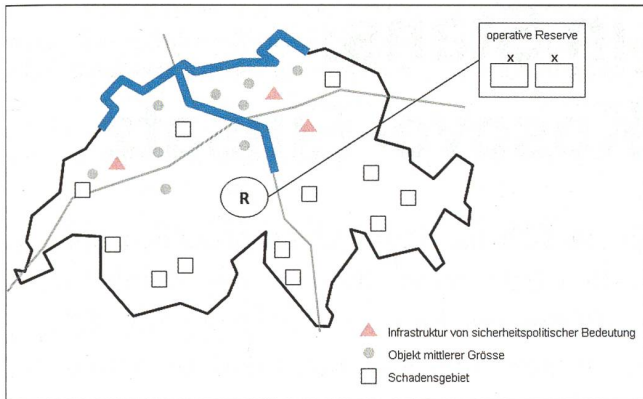 operative Reserve
x x
R
Infrastruktur von sicherheitspolitischer Bedeutung
Objekt mittlerer Grösse
Schadensgebiet